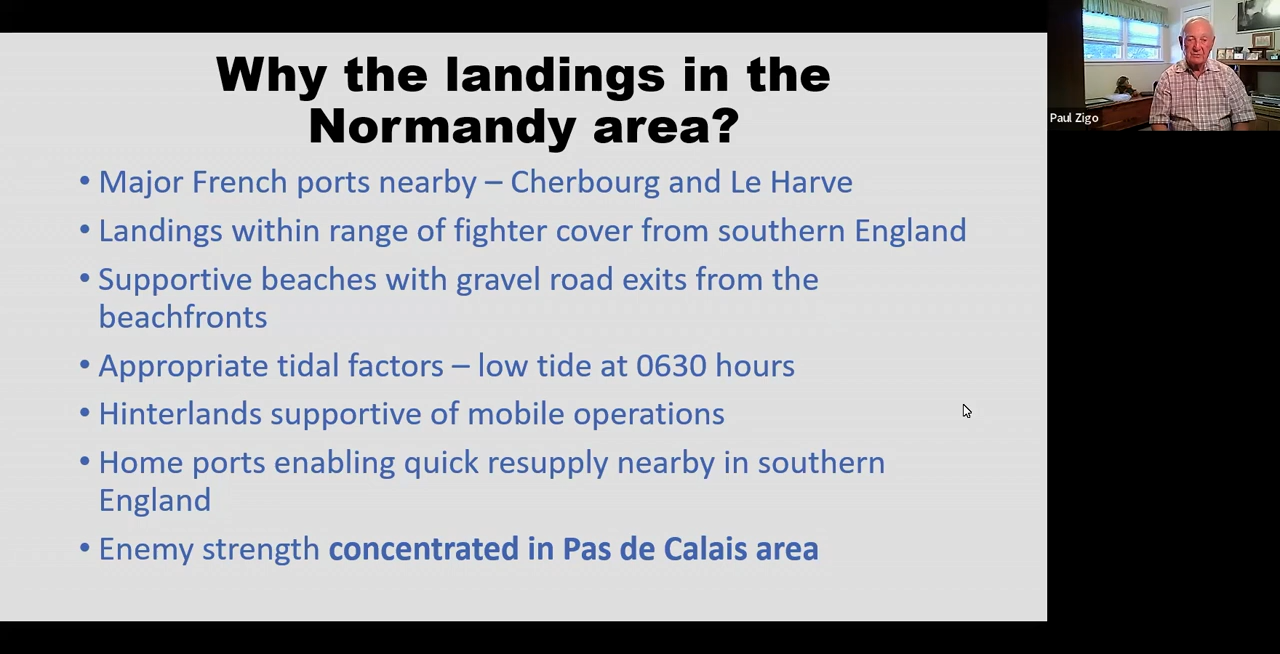 Why the landings in the
Normandy area?
• Major French ports nearby – Cherbourg and Le Harve
• Landings within range of fighter cover from southern England
• Supportive beaches with gravel road exits from the
beachfronts
• Appropriate tidal factors – low tide at 0630 hours
• Hinterlands supportive of mobile operations
• Home ports enabling quick resupply nearby in southern
England
• Enemy strength concentrated in Pas de Calais area
Paul Zigo